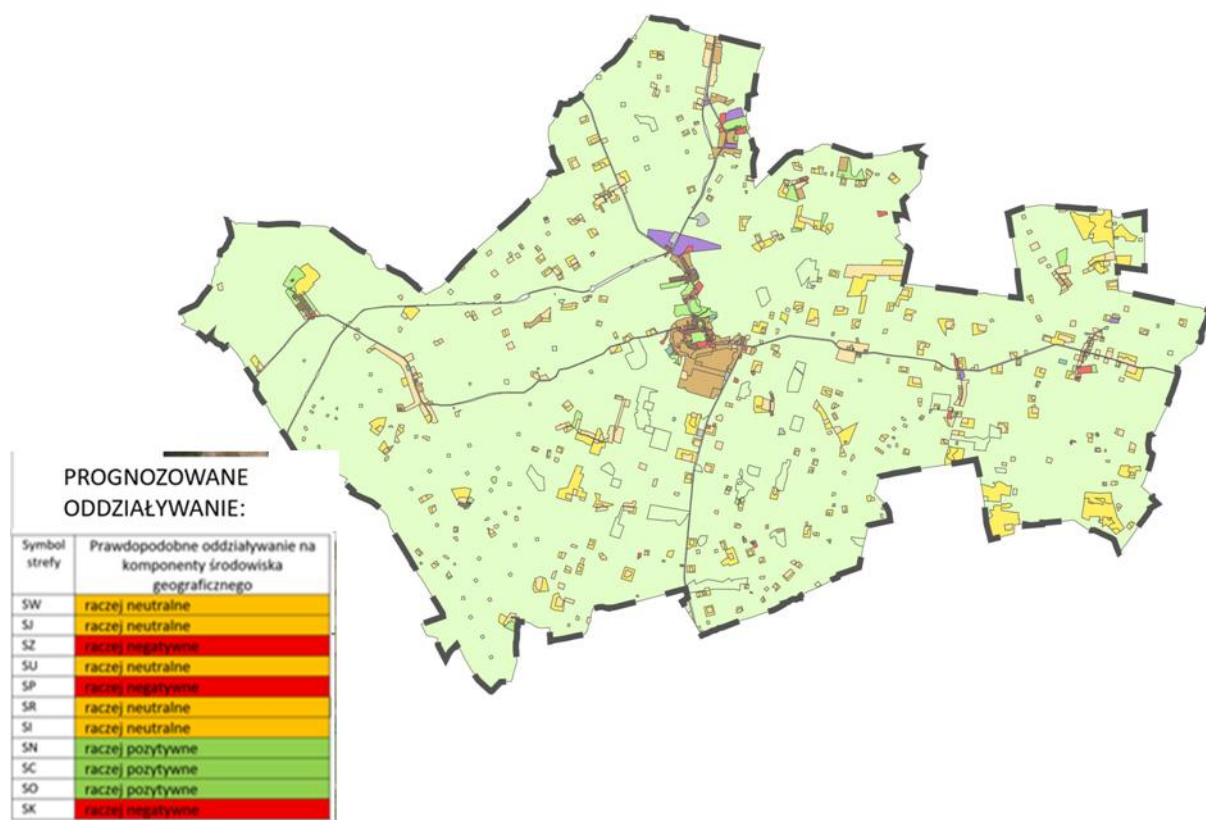 PROGNOZOWANE
ODDZIAŁYWANIE:
Symbol strefy Prawdopodobne oddziaływanie na komponenty środowiska geograficznego
SW raczej neutralne
SJ raczej neutralne
SZ raczej negatywne
SU raczej neutralne
SP raczej negatywne
SR raczej neutralne
SI raczej neutralne
SN raczej pozytywne
SC raczej pozytywne
SO raczej pozytywne
SK raczej negatywne